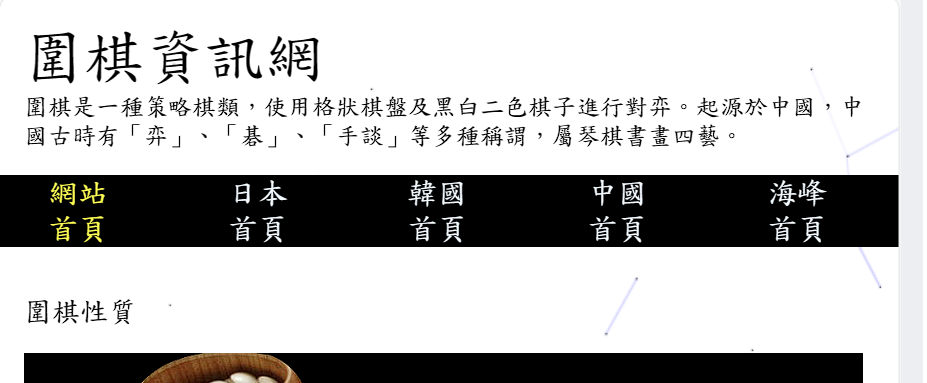 圍棋資訊網
圍棋是一種策略棋類，使用格狀棋盤及黑白二色棋子進行對弈。起源於中國，中
國古時有「弈」、「碁」、「手談」等多種稱謂，屬琴棋書畫四藝。
網站 日本 韓國 中國 海峰
首頁 首頁 首頁 首頁 首頁
圍棋性質